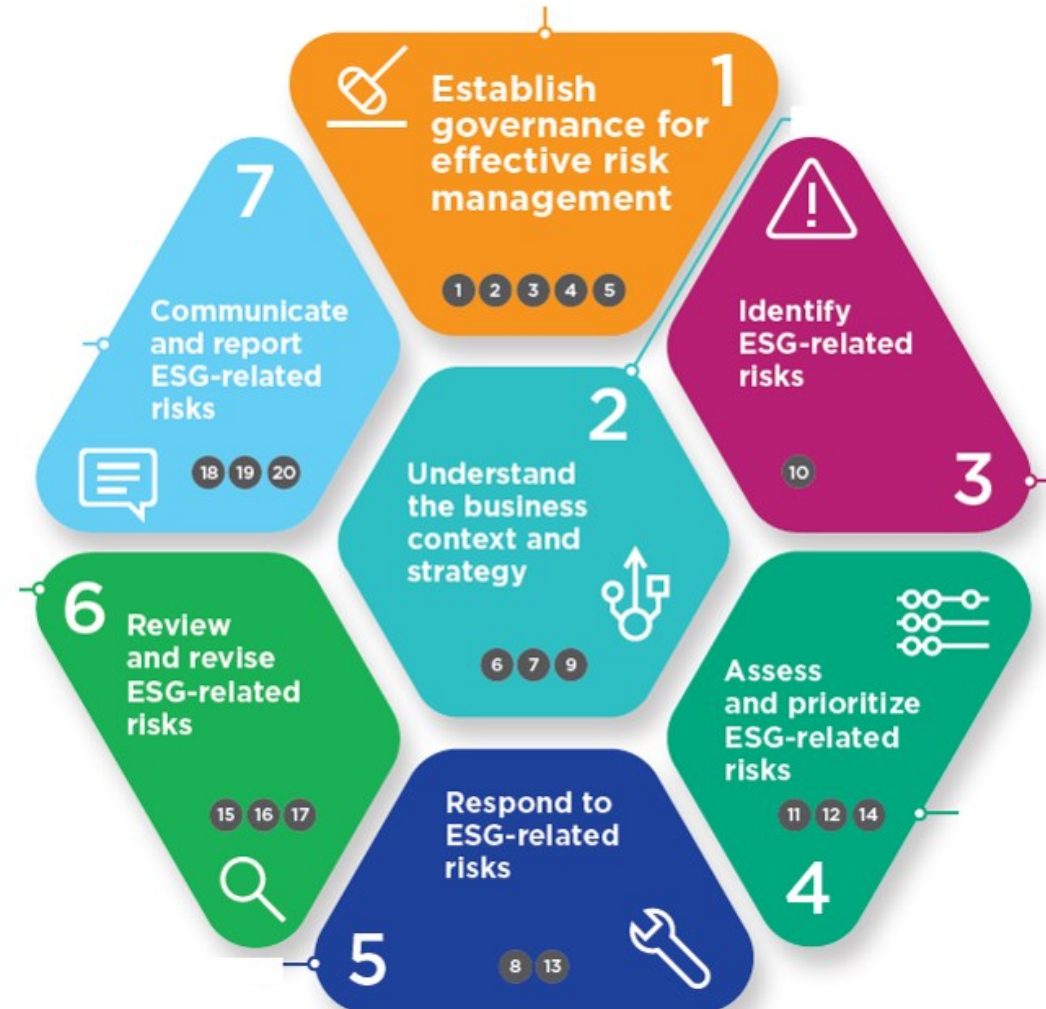 1
Establish
governance for
effective risk
management
1 2 3 4 5
2
Understand
the business
context and
strategy
6 7 9
Identify
ESG-related
risks
10
3
Assess
and prioritize
ESG-related
risks
11 12 14
4
Respond to
ESG-related
risks
5
8 13
6
Review
and revise
ESG-related
risks
15 16 17
7
Communicate
and report
ESG-related
risks
18 19 20